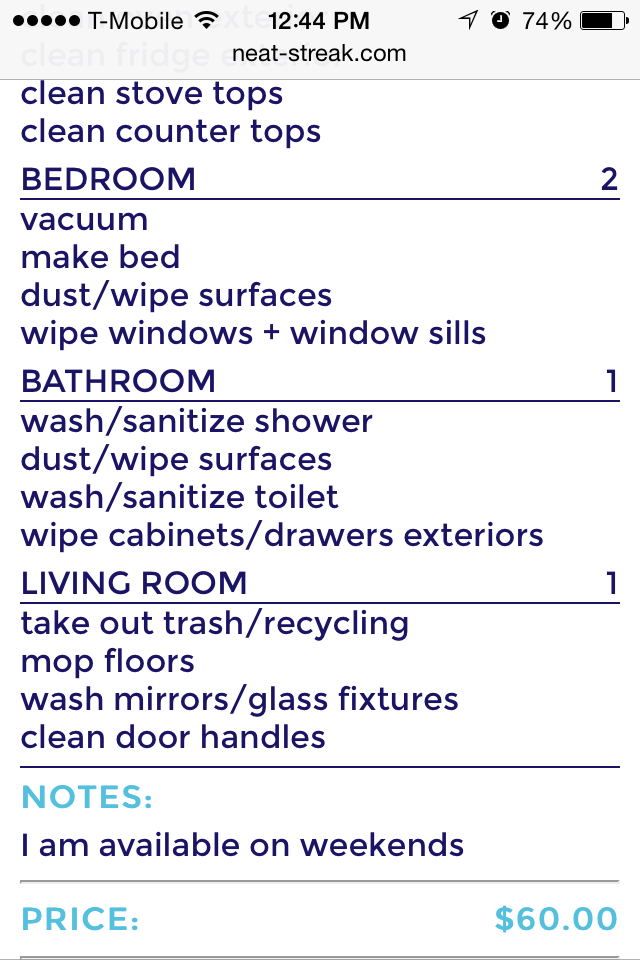 T-Mobile 12:44 PM 74%
neat-streak.com
clean fridge
clean stove tops
clean counter tops
BEDROOM 2
vacuum
make bed
dust/wipe surfaces
wipe windows + window sills
BATHROOM 1
wash/sanitize shower
dust/wipe surfaces
wash/sanitize toilet
wipe cabinets/drawers exteriors
LIVING ROOM 1
take out trash/recycling
mop floors
wash mirrors/glass fixtures
clean door handles
NOTES:
I am available on weekends
PRICE: $60.00